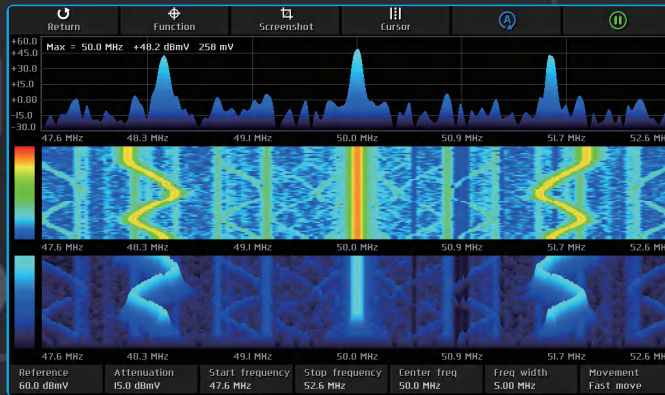 Return Function Screenshot Cursor A
+60.0
+45.0 Max = 50.0 MHz +48.2 dBmV 258 mV
+30.0
+15.0
+0.00
-15.0
-30.0
47.6 MHz 48.3 MHz 49.1 MHz 50.0 MHz 50.9 MHz 51.7 MHz 52.6 M
47.6 MHz 48.3 MHz 49.1 MHz 50.0 MHz 50.9 MHz 51.7 MHz 52.6 M
47.6 MHz 48.3 MHz 49.1 MHz 50.0 MHz 50.9 MHz 51.7 MHz 52.6 M
Reference Attenuation Start frequency Stop frequency Center freq Freq width Movement
60.0 dBmV 15.0 dBmV 47.6 MHz 52.6 MHz 50.0 MHz 5.00 MHz Fast move